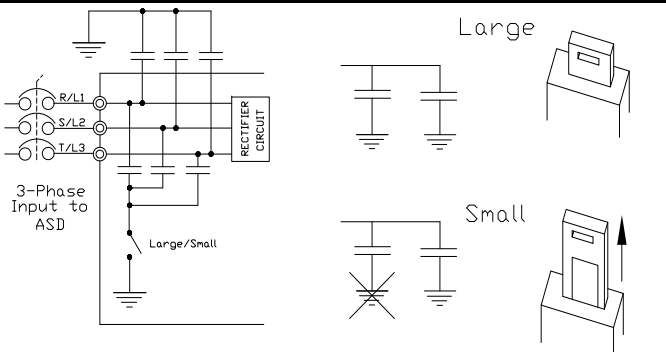 Large
R/L1
S/L2
T/L3
RECTIFIER
CIRCUIT
3-Phase
Input to
ASD
Large/Small
Small